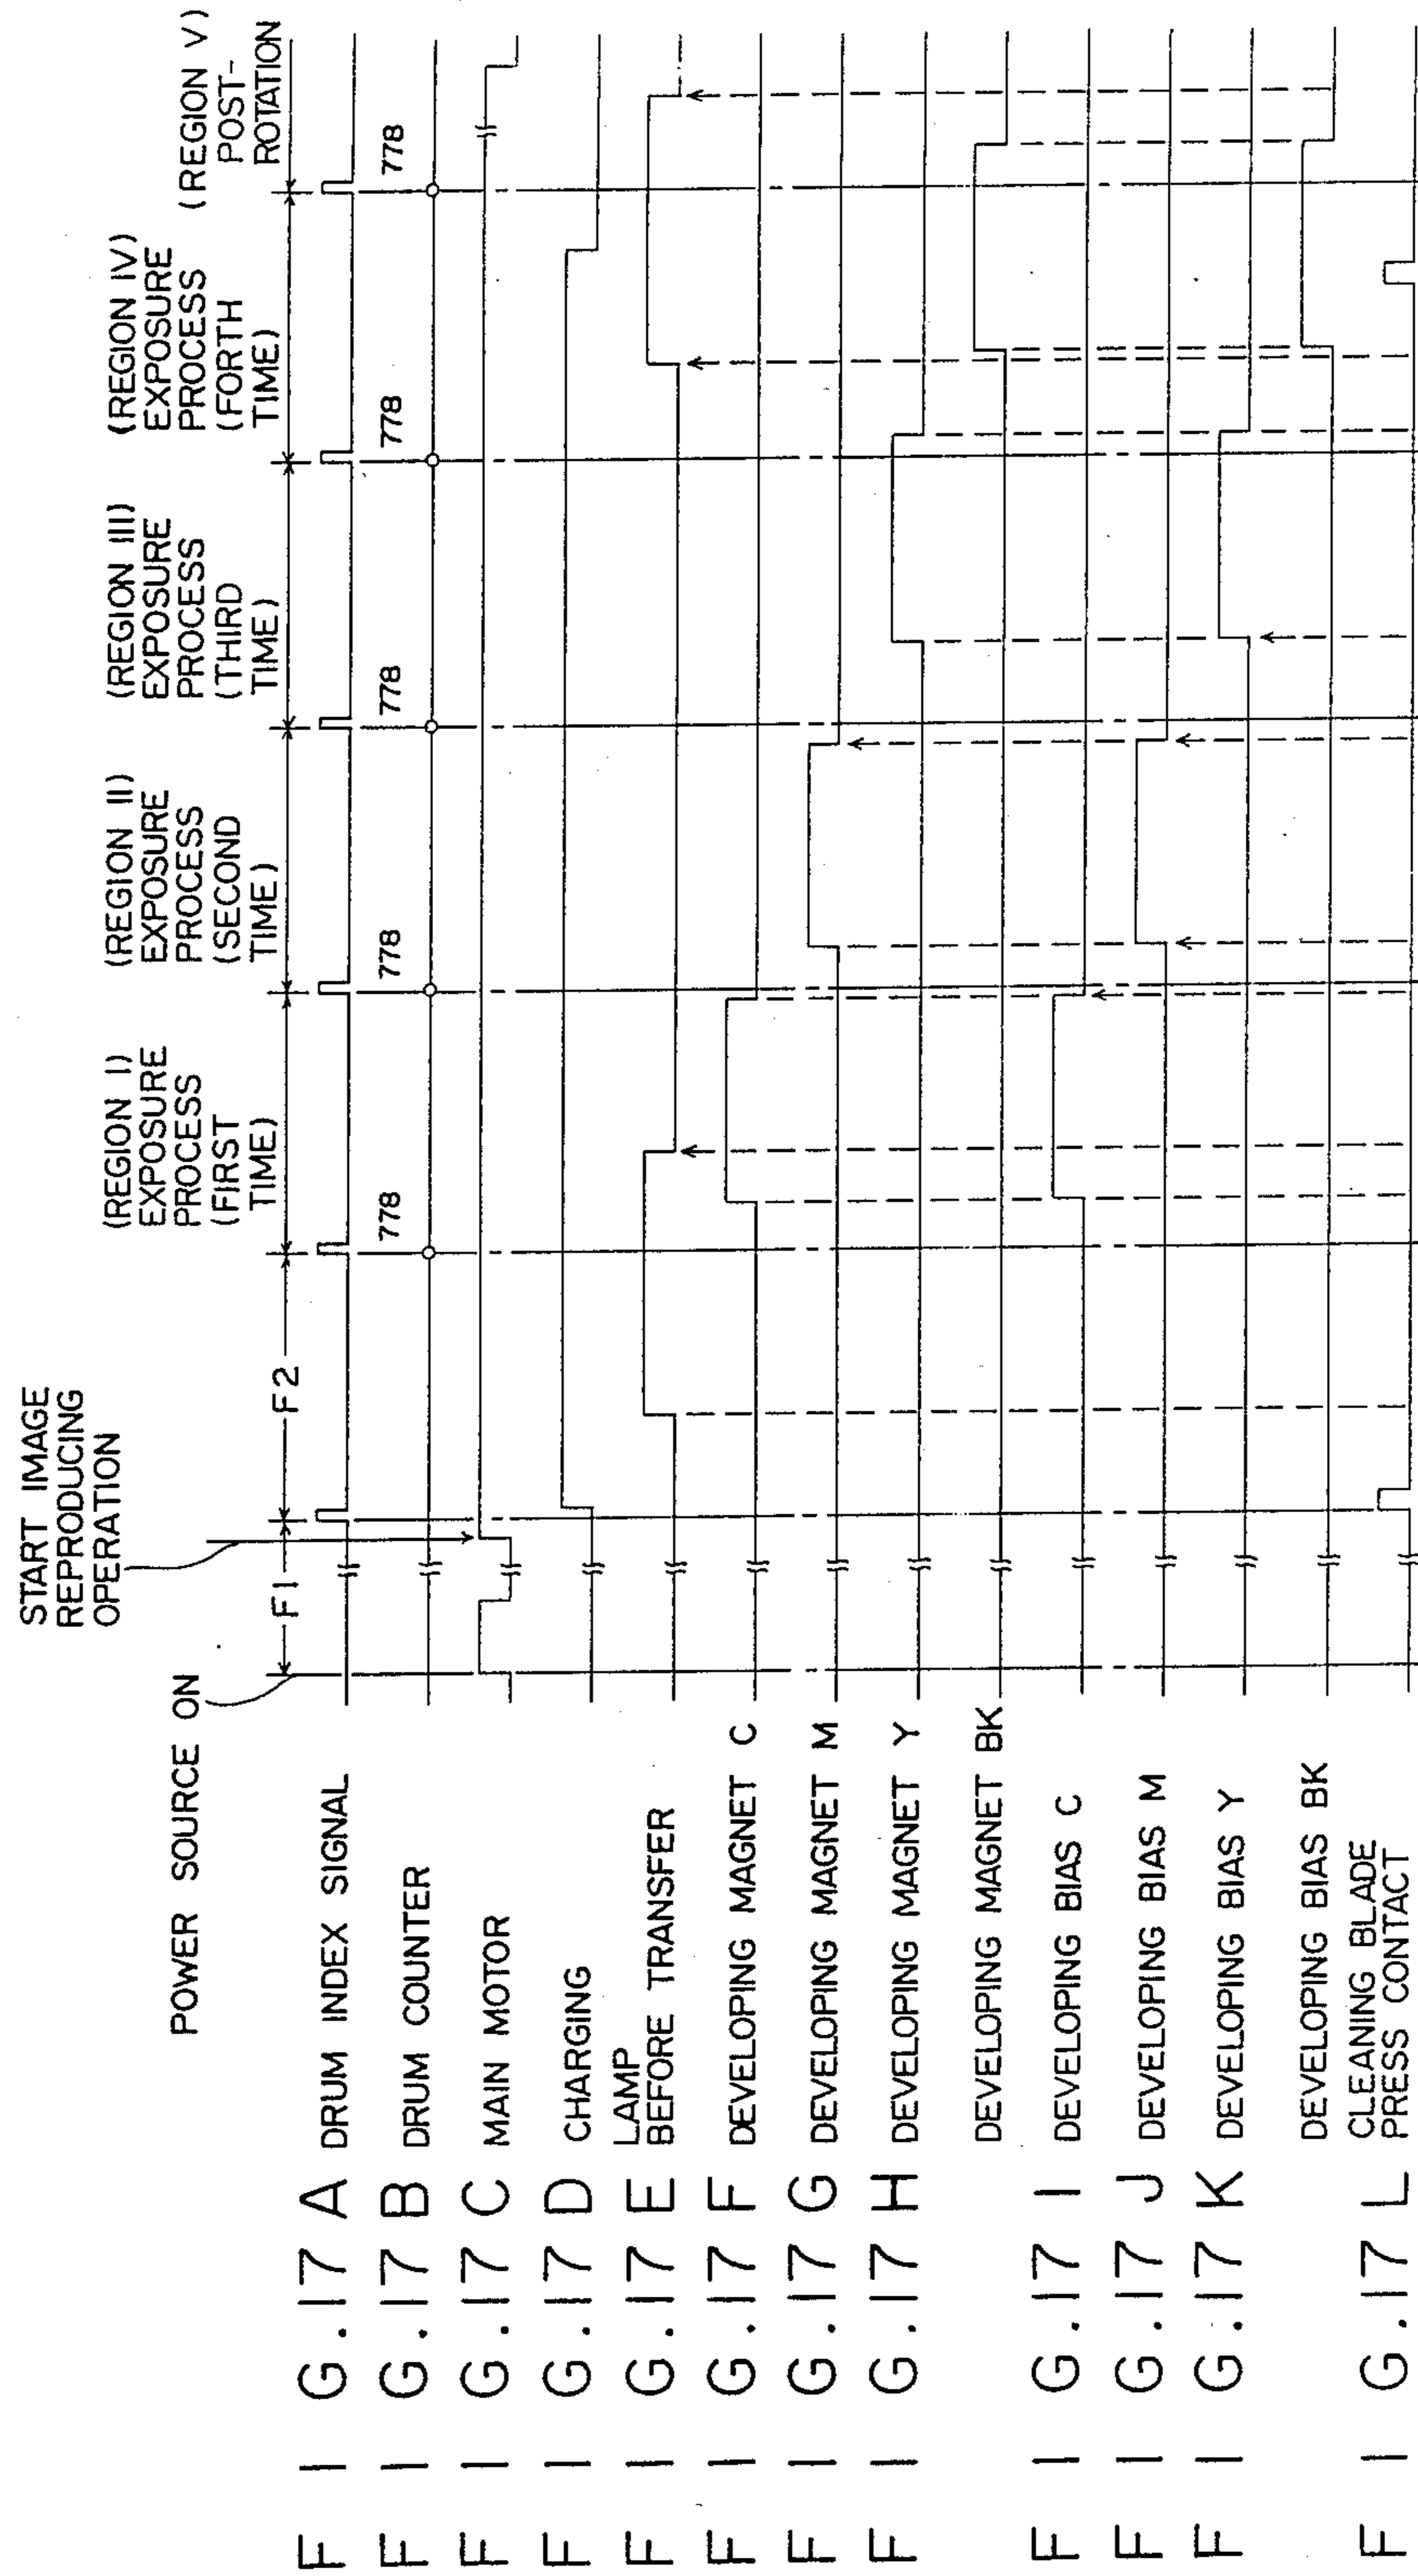 POWER SOURCE ON
START IMAGE
REPRODUCING
OPERATION
F1
F2
(REGION I)
EXPOSURE
PROCESS
(FIRST
TIME)
(REGION II)
EXPOSURE
PROCESS
(SECOND
TIME)
(REGION III)
EXPOSURE
PROCESS
(THIRD
TIME)
(REGION IV)
EXPOSURE
PROCESS
(FORTH
TIME)
(REGION V)
POST-
ROTATION
FIG.17A DRUM INDEX SIGNAL
FIG.17B DRUM COUNTER
778
778
778
778
778
FIG.17C MAIN MOTOR
FIG.17D CHARGING
FIG.17E LAMP
BEFORE TRANSFER
FIG.17F DEVELOPING MAGNET C
FIG.17G DEVELOPING MAGNET M
FIG.17H DEVELOPING MAGNET Y
DEVELOPING MAGNET BK
FIG.17I DEVELOPING BIAS C
FIG.17J DEVELOPING BIAS M
FIG.17K DEVELOPING BIAS Y
DEVELOPING BIAS BK
FIG.17L CLEANING BLADE
PRESS CONTACT